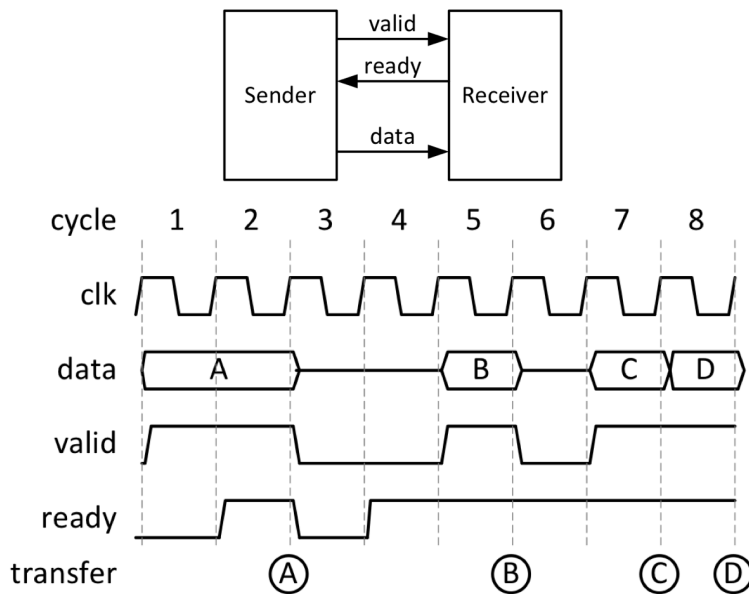 valid
ready
Sender
Receiver
data
cycle 1 2 3 4 5 6 7 8
clk
data A B C D
valid
ready
transfer A B C D